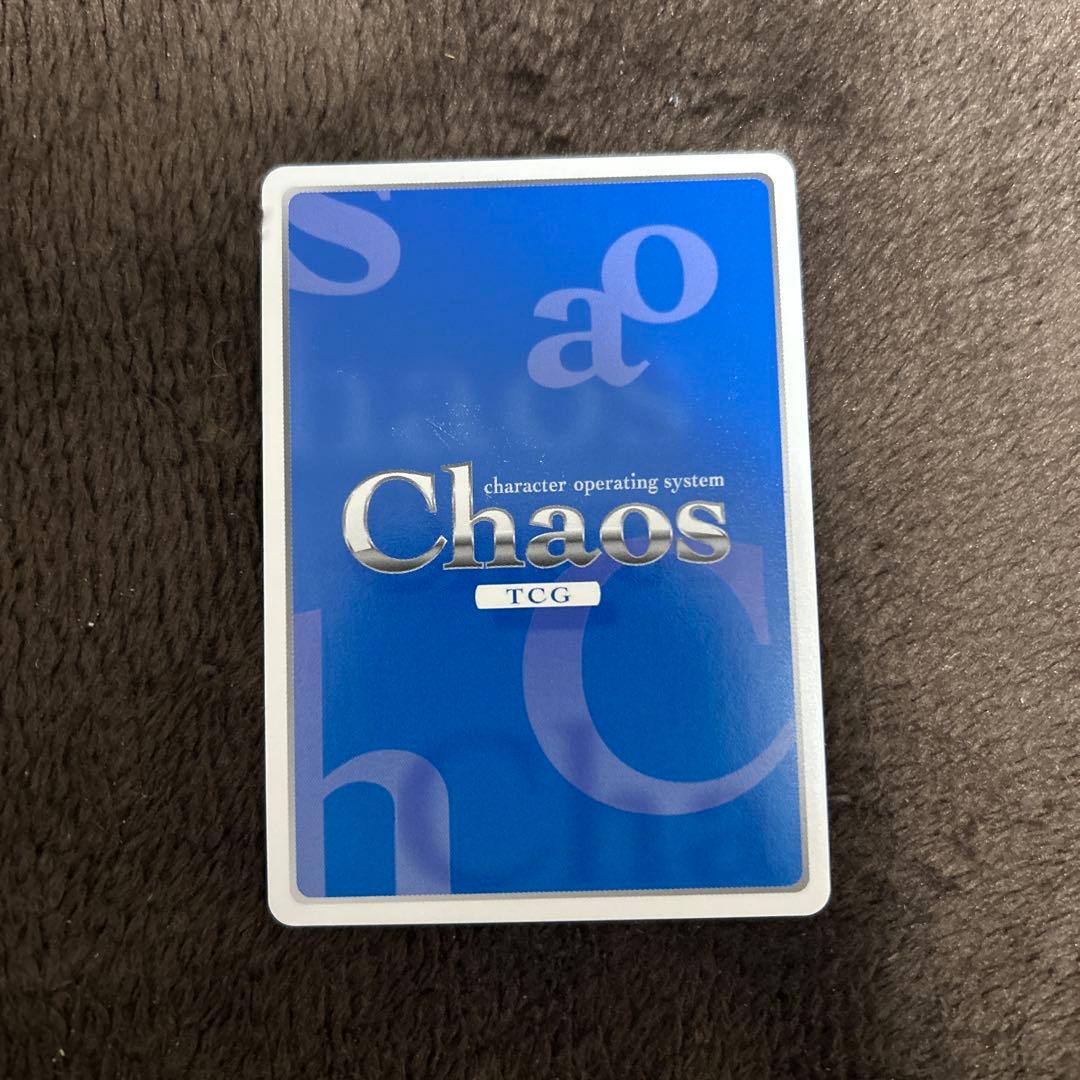 s
o
a
character operating system
Chaos
TCG
C
h